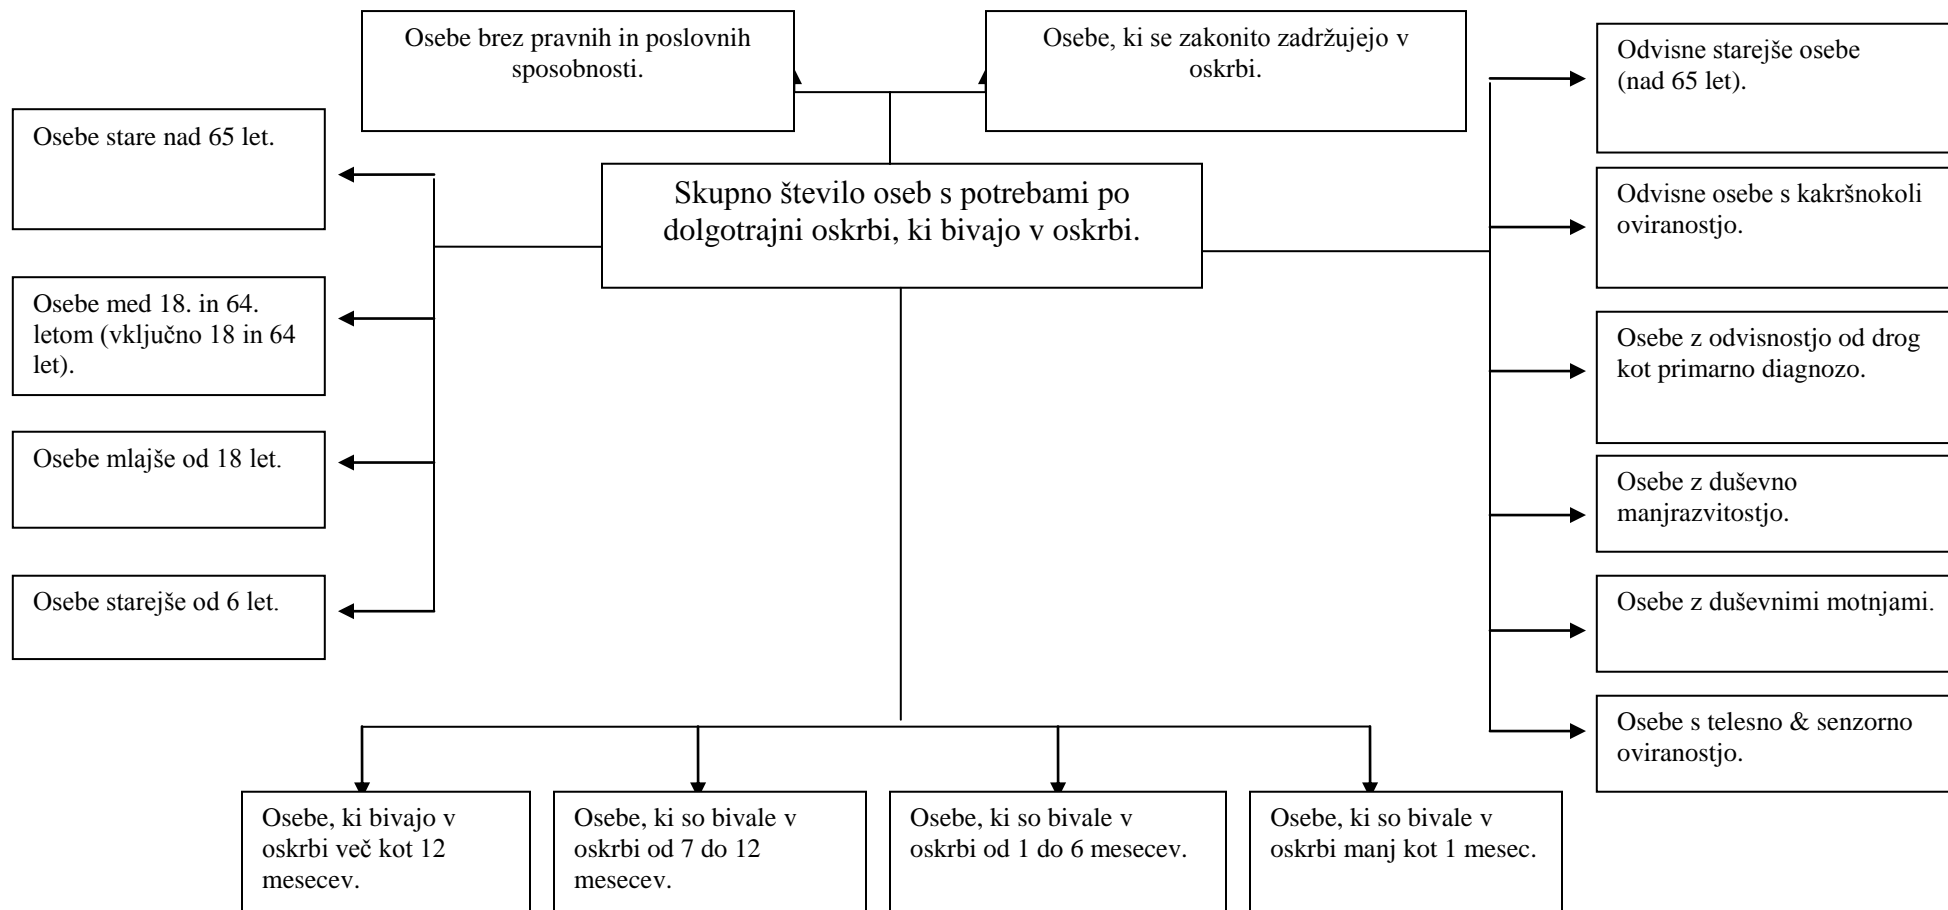 Osebe brez pravnih in poslovnih
sposobnosti.
Osebe, ki se zakonito zadržujejo v
oskrbi.
Skupno število oseb s potrebami po
dolgotrajni oskrbi, ki bivajo v oskrbi.
Osebe stare nad 65 let.
Osebe med 18. in 64.
letom (vključno 18 in 64
let).
Osebe mlajše od 18 let.
Osebe starejše od 6 let.
Odvisne starejše osebe
(nad 65 let).
Odvisne osebe s kakršnokoli
oviranostjo.
Osebe z odvisnostjo od drog
kot primarno diagnozo.
Osebe z duševno
manjrazvitostjo.
Osebe z duševnimi motnjami.
Osebe s telesno & senzorno
oviranostjo.
Osebe, ki bivajo v
oskrbi več kot 12
mesecev.
Osebe, ki so bivale v
oskrbi od 7 do 12
mesecev.
Osebe, ki so bivale v
oskrbi od 1 do 6 mesecev.
Osebe, ki so bivale v
oskrbi manj kot 1 mesec.